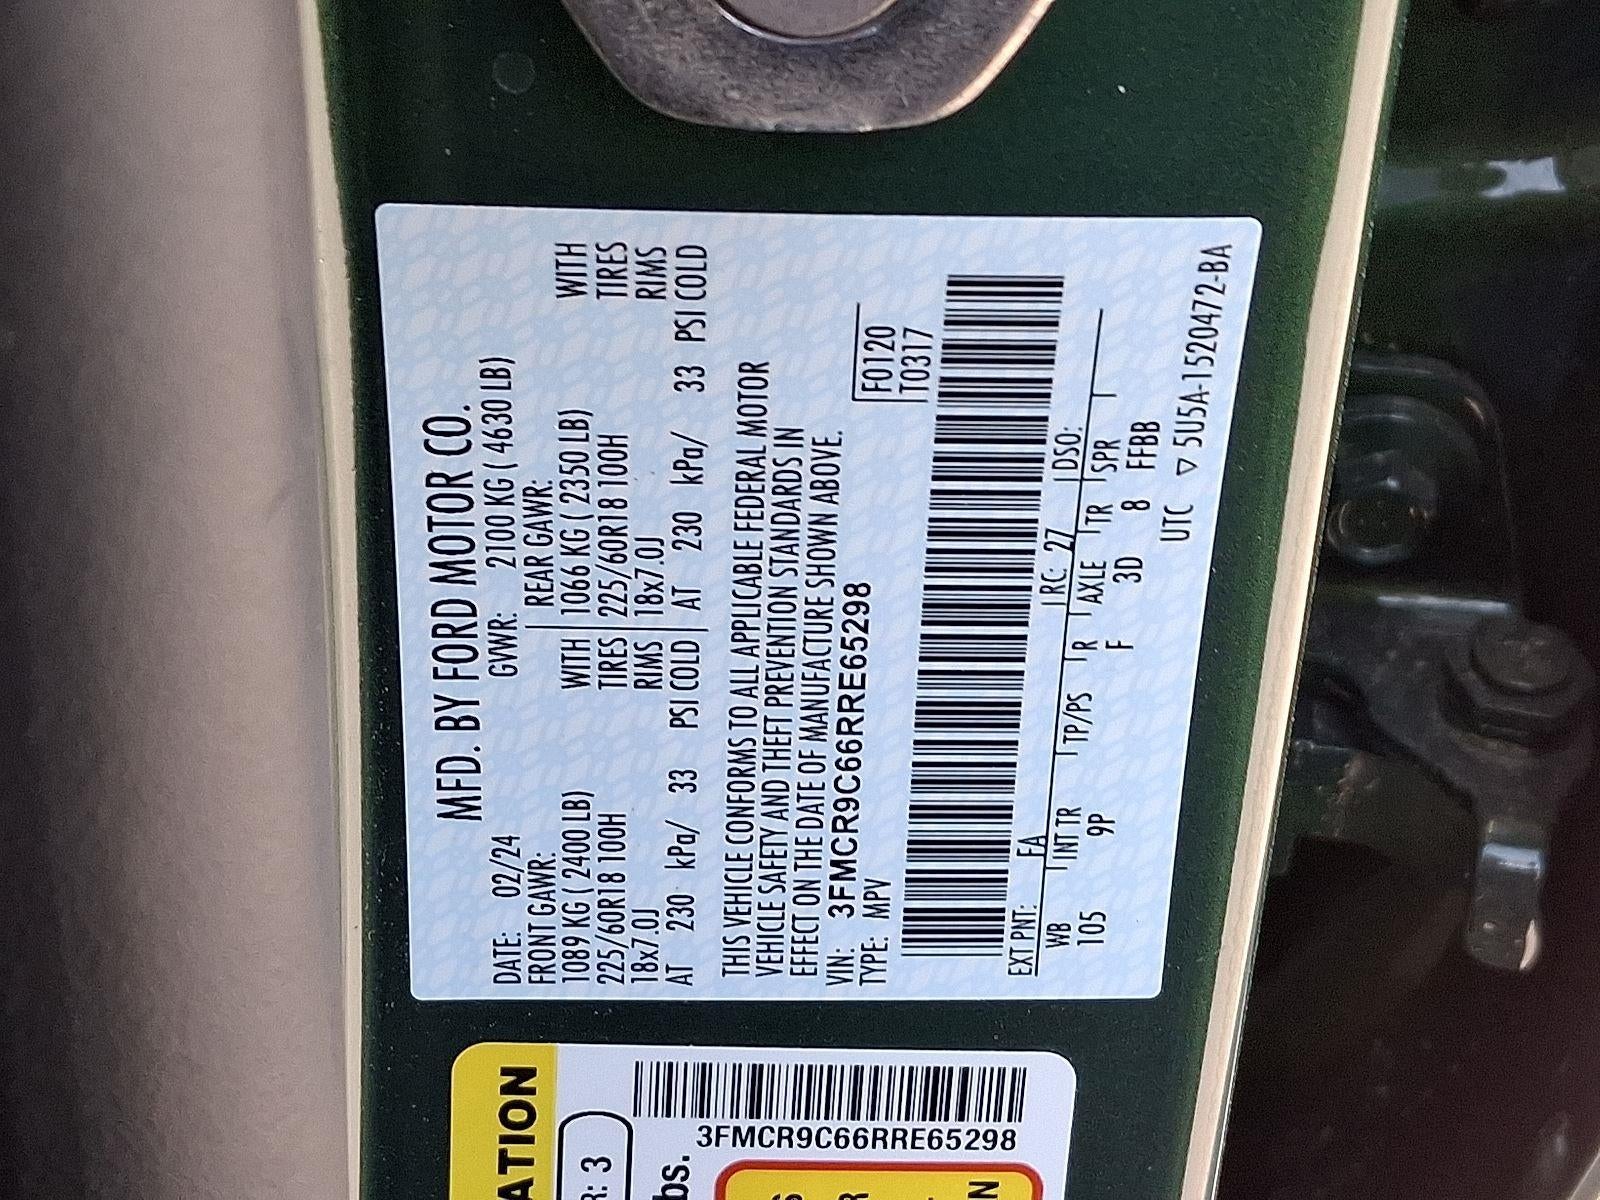 MFD. BY FORD MOTOR CO.
DATE: 02/24 GVWR: 2100 KG ( 4630 LB)
FRONT GAWR: REAR GAWR:
1089 KG ( 2400 LB) WITH 1066 KG ( 2350 LB) WITH
225/60R18 100H TIRES 225/60R18 100H TIRES
18x7.0J RIMS 18x7.0J RIMS
AT 230 kPa/ 33 PSI COLD AT 230 kPa/ 33 PSI COLD
THIS VEHICLE CONFORMS TO ALL APPLICABLE FEDERAL MOTOR
VEHICLE SAFETY AND THEFT PREVENTION STANDARDS IN
EFFECT ON THE DATE OF MANUFACTURE SHOWN ABOVE.
VIN: 3FMCR9C66RRE65298
TYPE: MPV
F0120
T0317
EXT PNT: FA RC: 27 DSO:
WB INT TR TP/PS R AXLE TR SPR
105 9P F 3D 8 FFBB
UTC ▽ 5U5A-1520472-BA
ATION
R: 3
bs.
3FMCR9C66RRE65298
S
R
N